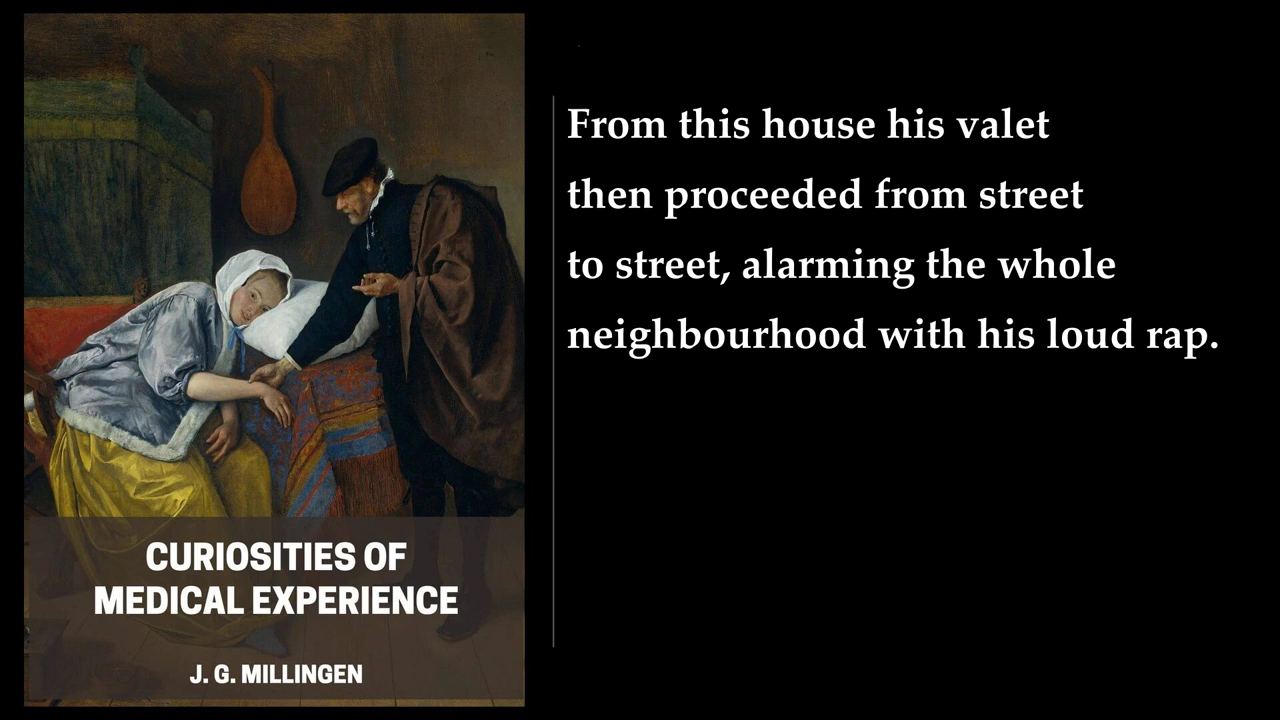 From this house his valet
then proceeded from street
to street, alarming the whole
neighbourhood with his loud rap.
CURIOSITIES OF
MEDICAL EXPERIENCE
J. G. MILLINGEN